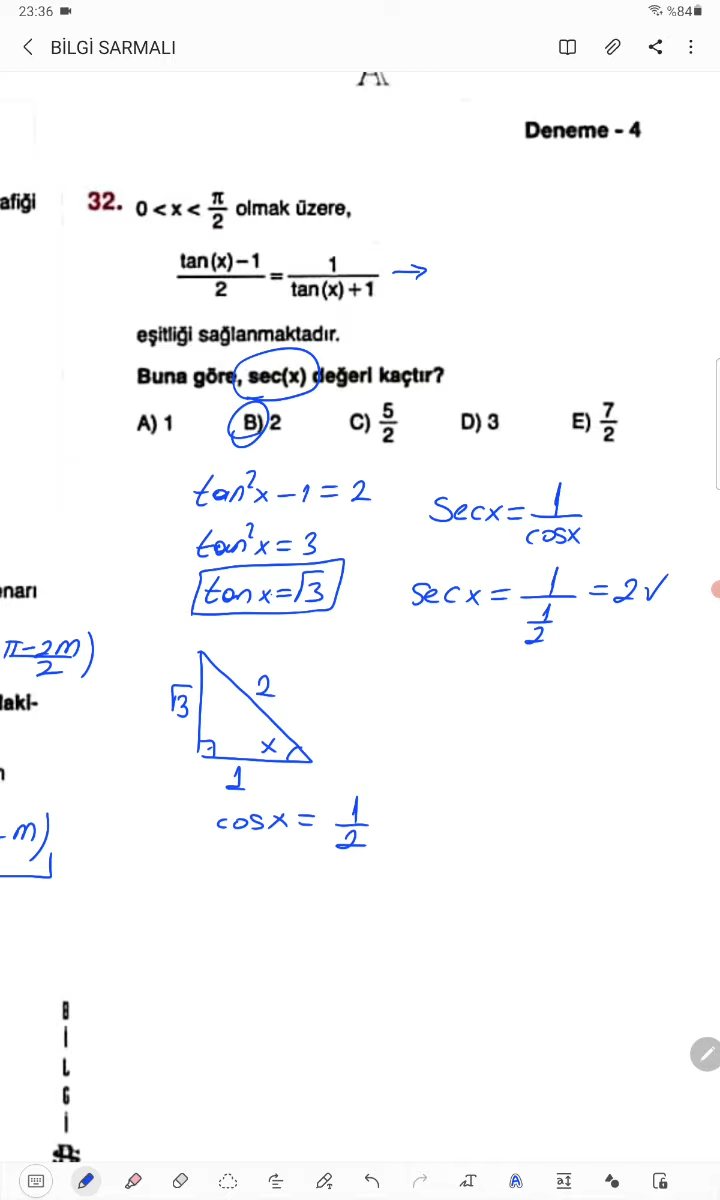 23:36 %84
BİLGİ SARMALI
Deneme - 4
afiği
32. 0 < x < π/2 olmak üzere,
(tan(x) - 1)/2 = 1/(tan(x) + 1) →
eşitliği sağlanmaktadır.
Buna göre, sec(x) değeri kaçtır?
A) 1 B) 2 C) 5/2 D) 3 E) 7/2
tan²x - 1 = 2
tan²x = 3
tan x = √3
secx = 1/cosx
secx = 1/(1/2) = 2 ✓
enarı
π-2m/2)
daki-
n
-m)
√3 2
x
1
cosx = 1/2
B
İ
L
G
İ